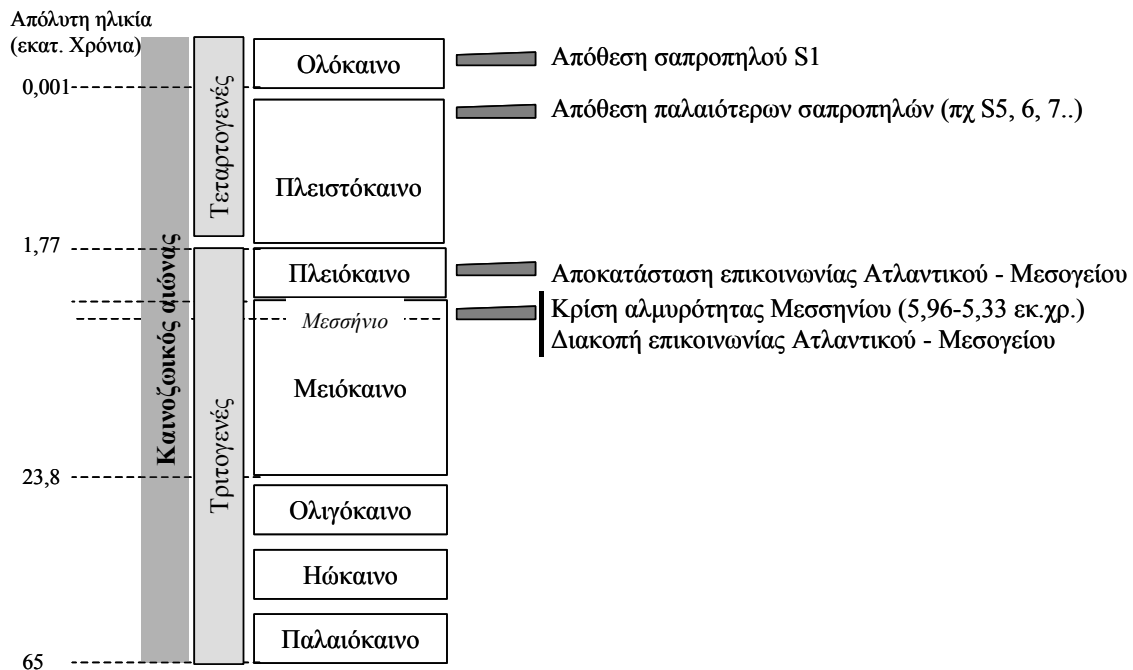 Απόλυτη ηλικία
(εκατ. Χρόνια)
Ολόκαινο
Απόθεση σαπροπηλού S1
0,001
Απόθεση παλαιότερων σαπροπηλών (πχ S5, 6, 7..)
Τεταρτογενές
Πλειστόκαινο
1,77
Πλειόκαινο
Αποκατάσταση επικοινωνίας Ατλαντικού - Μεσογείου
Κρίση αλμυρότητας Μεσσηνίου (5,96-5,33 εκ.χρ.)
Μεσσήνιο
Διακοπή επικοινωνίας Ατλαντικού - Μεσογείου
Καινοζωικός αιώνας
Μειόκαινο
Τριτογενές
23,8
Ολιγόκαινο
Ηώκαινο
Παλαιόκαινο
65